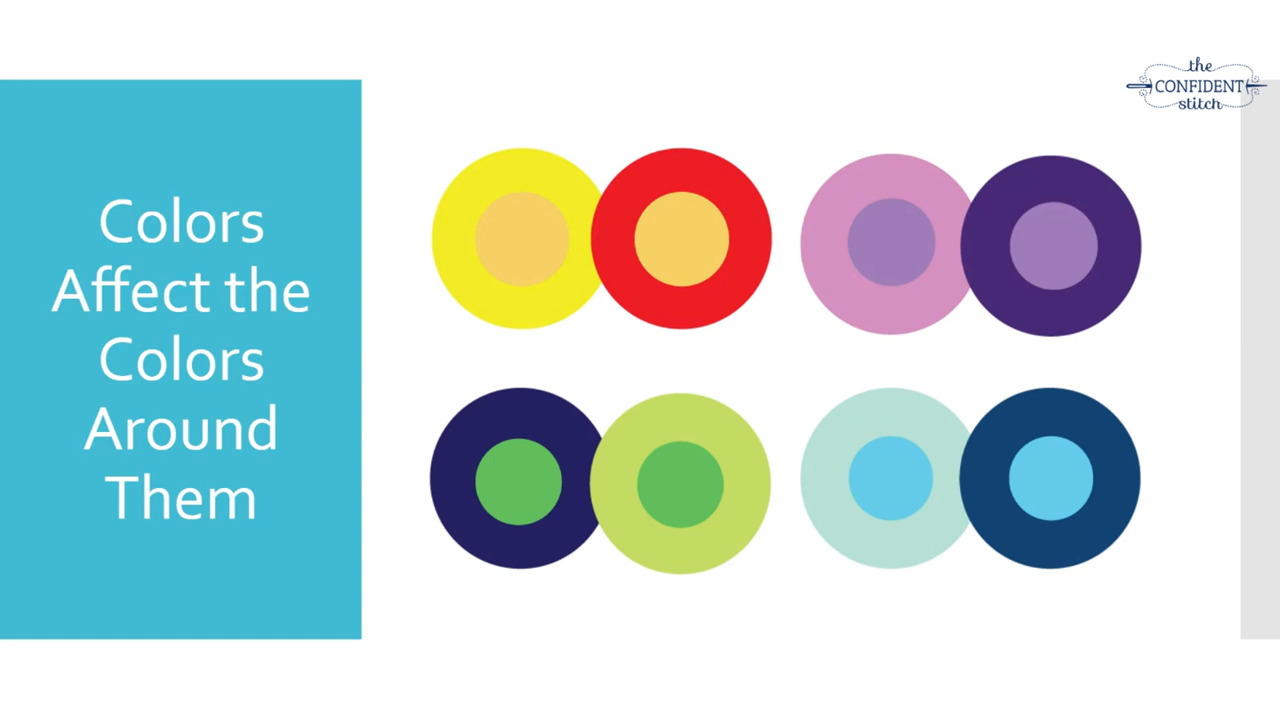 Colors
Affect the
Colors
Around
Them
the
CONFIDENT
stitch